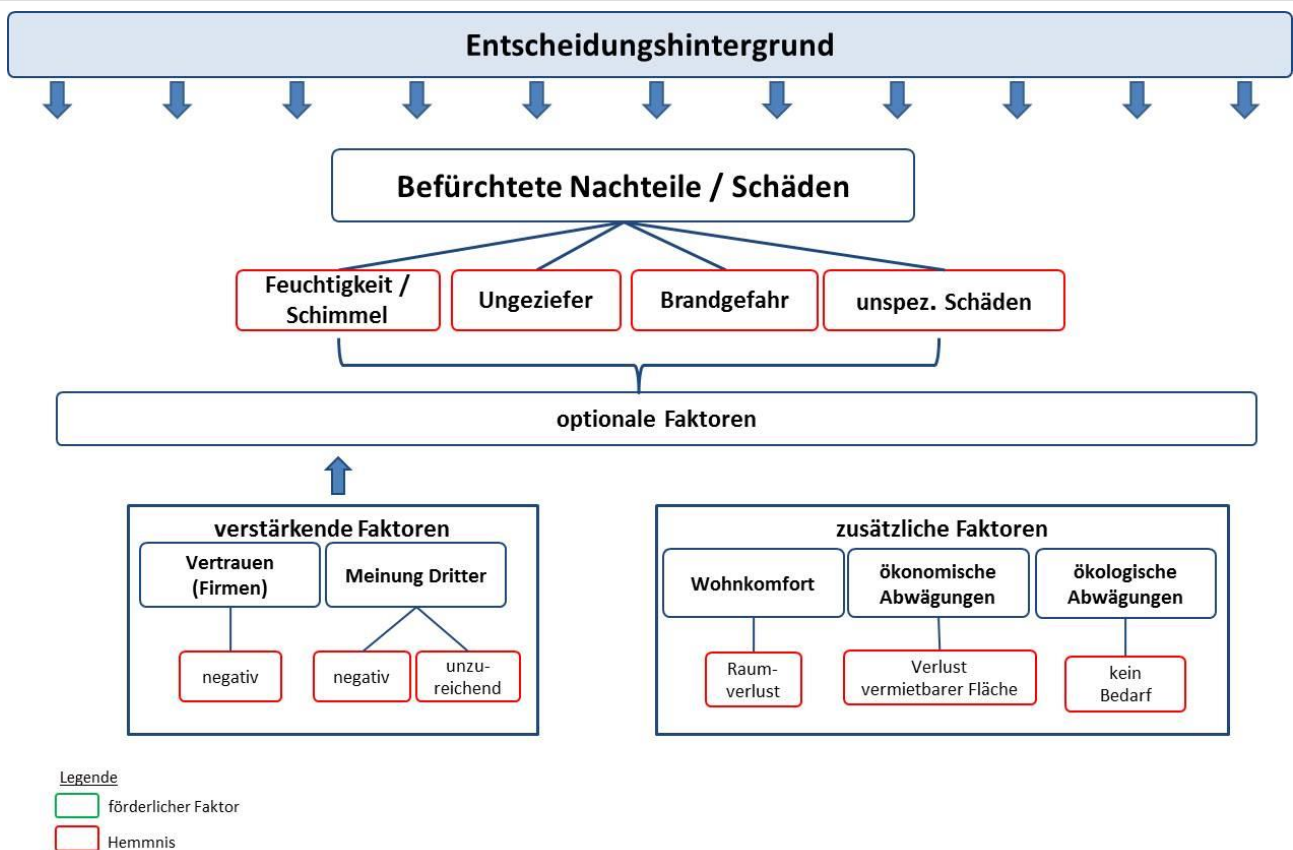 Entscheidungshintergrund
Befürchtete Nachteile / Schäden
Feuchtigkeit /
Schimmel
Ungeziefer
Brandgefahr
unspez. Schäden
optionale Faktoren
verstärkende Faktoren
Vertrauen
(Firmen)
Meinung Dritter
negativ
negativ
unzu-
reichend
zusätzliche Faktoren
Wohnkomfort
ökonomische
Abwägungen
ökologische
Abwägungen
Raum-
verlust
Verlust
vermietbarer Fläche
kein
Bedarf
Legende
förderlicher Faktor
Hemmnis